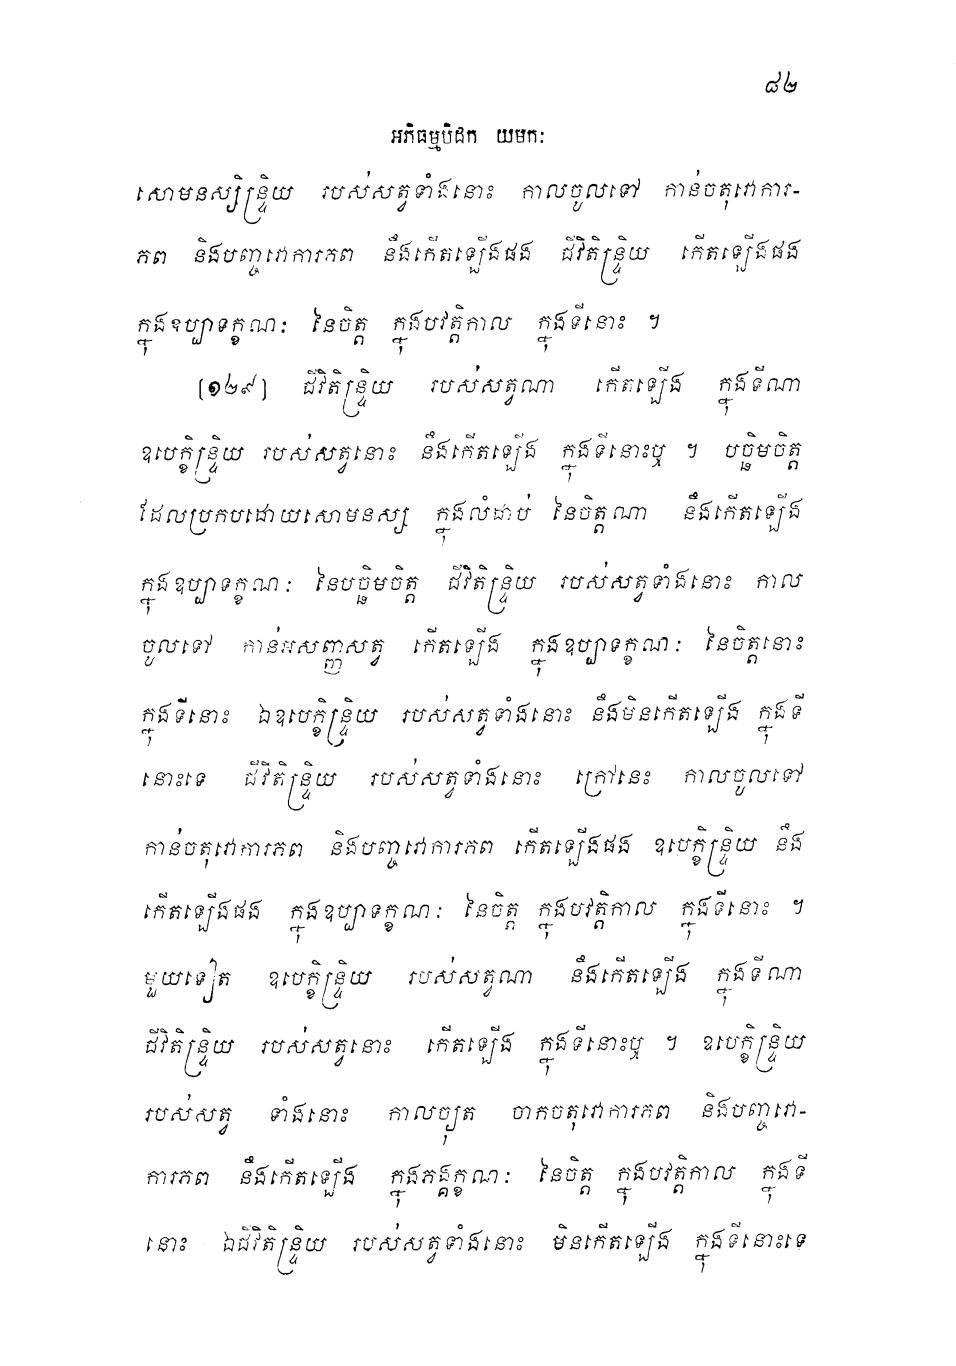 ៨២
អភិធម្មបិដក យមកៈ
សោមនស្សិន្ទ្រិយ របស់សត្វទាំងនោះ កាលចូលទៅ កាន់ចតុវោការ-
ភព និងបញ្ចវោការភព នឹងកើតឡើងផង ជីវិតិន្ទ្រិយ កើតឡើងផង
ក្នុងឧប្បាទក្ខណៈ នៃចិត្ត ក្នុងបវត្តិកាល ក្នុងទីនោះ ។
[១២៩] ជីវិតិន្ទ្រិយ របស់សត្វណា កើតឡើង ក្នុងទីណា
ឧបេក្ខិន្ទ្រិយ របស់សត្វនោះ នឹងកើតឡើង ក្នុងទីនោះឬ ។ បច្ឆិមចិត្ត
ដែលប្រកបដោយសោមនស្ស ក្នុងលំដាប់ នៃចិត្តណា នឹងកើតឡើង
ក្នុងឧប្បាទក្ខណៈ នៃបច្ឆិមចិត្ត ជីវិតិន្ទ្រិយ របស់សត្វទាំងនោះ កាល
ចូលទៅ កាន់អសញ្ញសត្វ កើតឡើង ក្នុងឧប្បាទក្ខណៈ នៃចិត្តនោះ
ក្នុងទីនោះ ឯឧបេក្ខិន្ទ្រិយ របស់សត្វទាំងនោះ នឹងមិនកើតឡើង ក្នុងទី
នោះទេ ជីវិតិន្ទ្រិយ របស់សត្វទាំងនោះ ក្រៅនេះ កាលចូលទៅ
កាន់ចតុវោការភព និងបញ្ចវោការភព កើតឡើងផង ឧបេក្ខិន្ទ្រិយ នឹង
កើតឡើងផង ក្នុងឧប្បាទក្ខណៈ នៃចិត្ត ក្នុងបវត្តិកាល ក្នុងទីនោះ ។
មួយទៀត ឧបេក្ខិន្ទ្រិយ របស់សត្វណា នឹងកើតឡើង ក្នុងទីណា
ជីវិតិន្ទ្រិយ របស់សត្វនោះ កើតឡើង ក្នុងទីនោះឬ ។ ឧបេក្ខិន្ទ្រិយ
របស់សត្វ ទាំងនោះ កាលច្យុត ចាកចតុវោការភព និងបញ្ចវោ-
ការភព នឹងកើតឡើង ក្នុងភង្គក្ខណៈ នៃចិត្ត ក្នុងបវត្តិកាល ក្នុងទី
នោះ ឯជីវិតិន្ទ្រិយ របស់សត្វទាំងនោះ មិនកើតឡើង ក្នុងទីនោះទេ